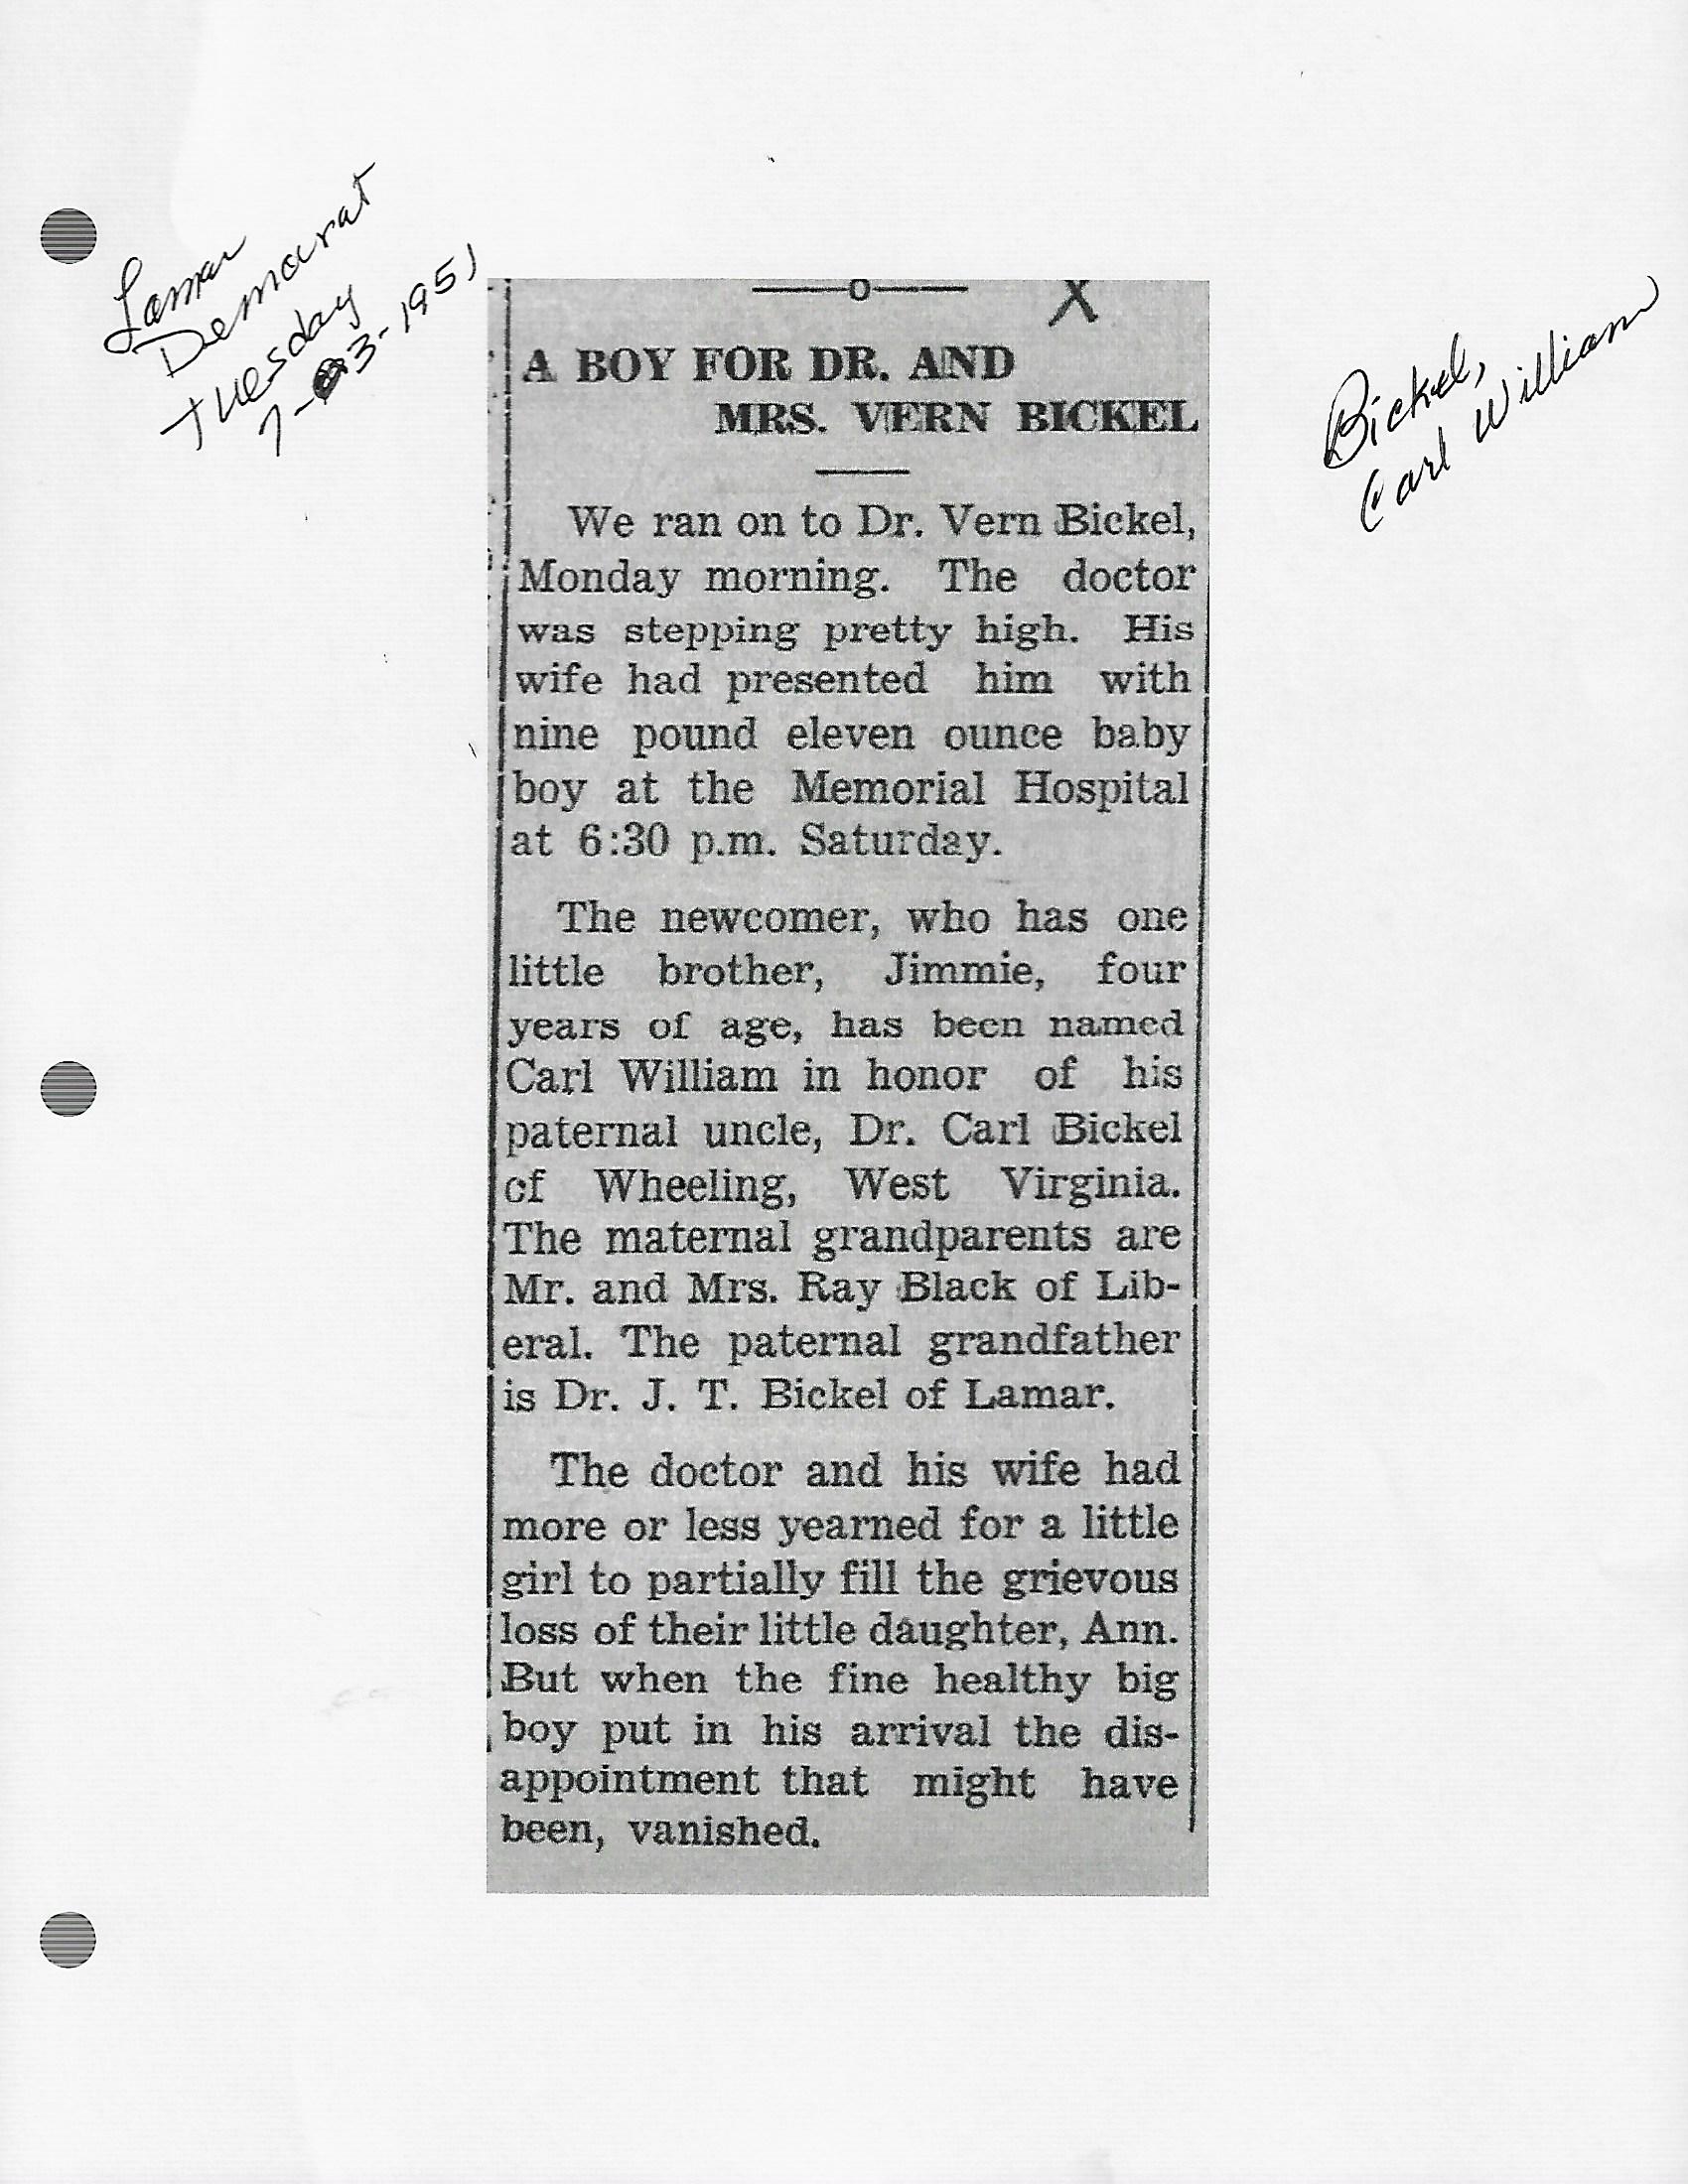 Lamar
Democrat
Tuesday
7-3-1951
Bickel,
Carl William
X
A BOY FOR DR. AND
MRS. VERN BICKEL
We ran on to Dr. Vern Bickel,
Monday morning. The doctor
was stepping pretty high. His
wife had presented him with
nine pound eleven ounce baby
boy at the Memorial Hospital
at 6:30 p.m. Saturday.
The newcomer, who has one
little brother, Jimmie, four
years of age, has been named
Carl William in honor of his
paternal uncle, Dr. Carl Bickel
of Wheeling, West Virginia.
The maternal grandparents are
Mr. and Mrs. Ray Black of Lib-
eral. The paternal grandfather
is Dr. J. T. Bickel of Lamar.
The doctor and his wife had
more or less yearned for a little
girl to partially fill the grievous
loss of their little daughter, Ann.
But when the fine healthy big
boy put in his arrival the dis-
appointment that might have
been, vanished.